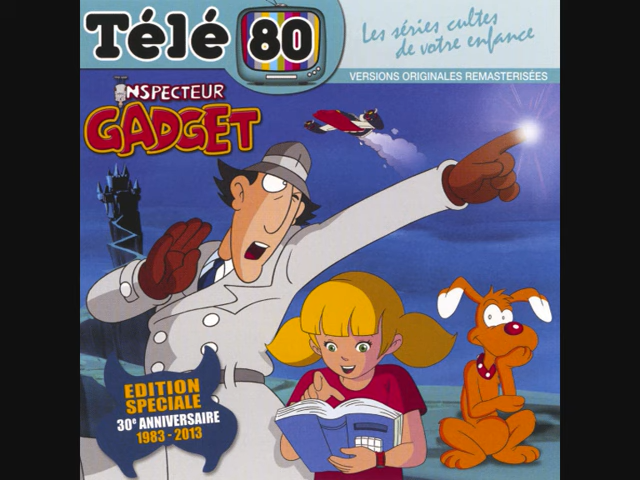 Télé 80
Les séries cultes
de votre enfance
VERSIONS ORIGINALES REMASTERISÉES
INSPECTEUR
GADGET
EDITION
SPECIALE
30e ANNIVERSAIRE
1983 - 2013